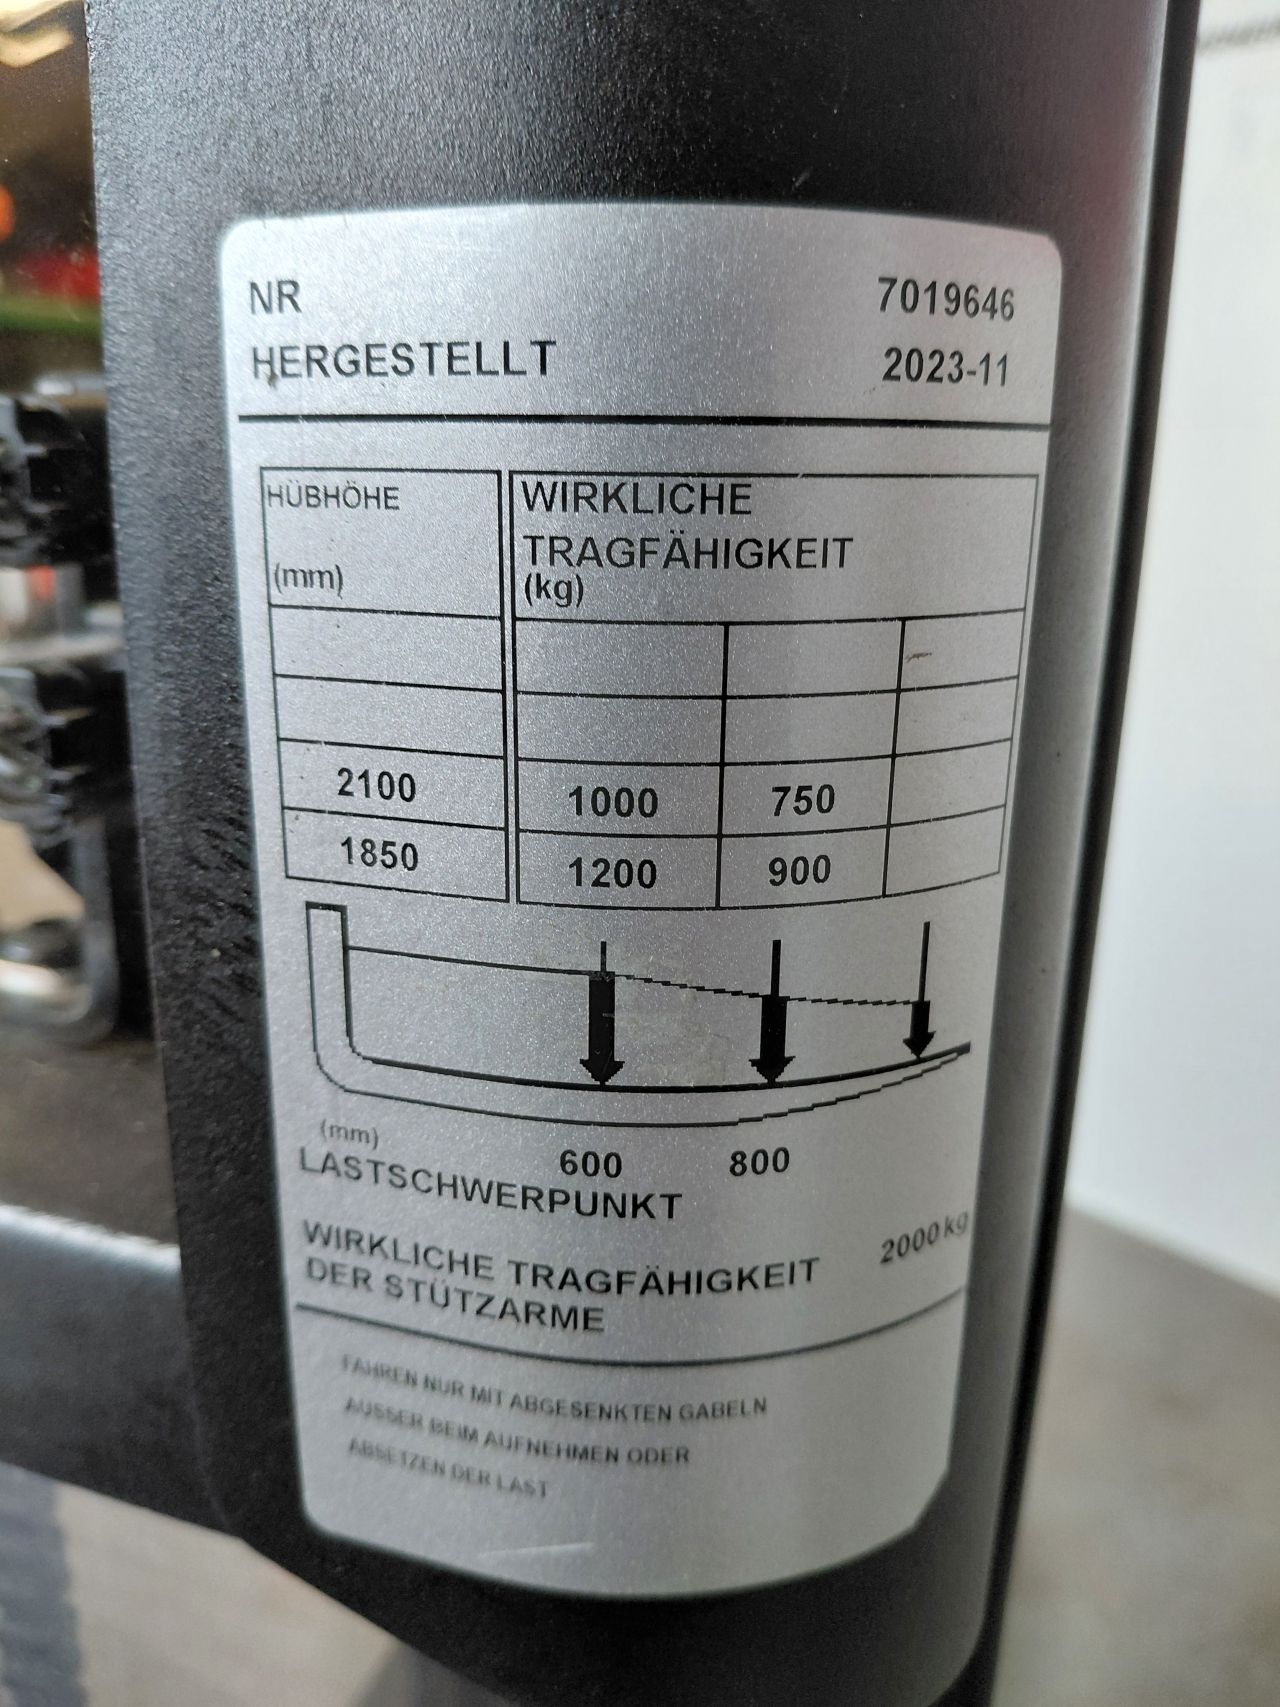 NR 7019646
HERGESTELLT 2023-11
HÜBHÖHE
(mm)
WIRKLICHE
TRAGFÄHIGKEIT
(kg)
2100 1000 750
1850 1200 900
(mm)
600 800
LASTSCHWERPUNKT
WIRKLICHE TRAGFÄHIGKEIT 2000 kg
DER STÜTZARME
FAHREN NUR MIT ABGESENKTEN GABELN
AUSSER BEIM AUFNEHMEN ODER
ABSETZEN DER LAST